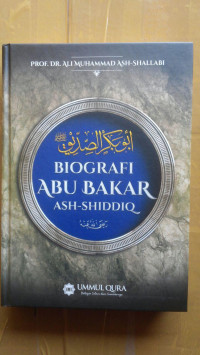 PROF. DR. ALI MUHAMMAD ASH-SHALLABI
أبو بكر الصديق
BIOGRAFI
ABU BAKAR
ASH-SHIDDIQ
UMMUL QURA